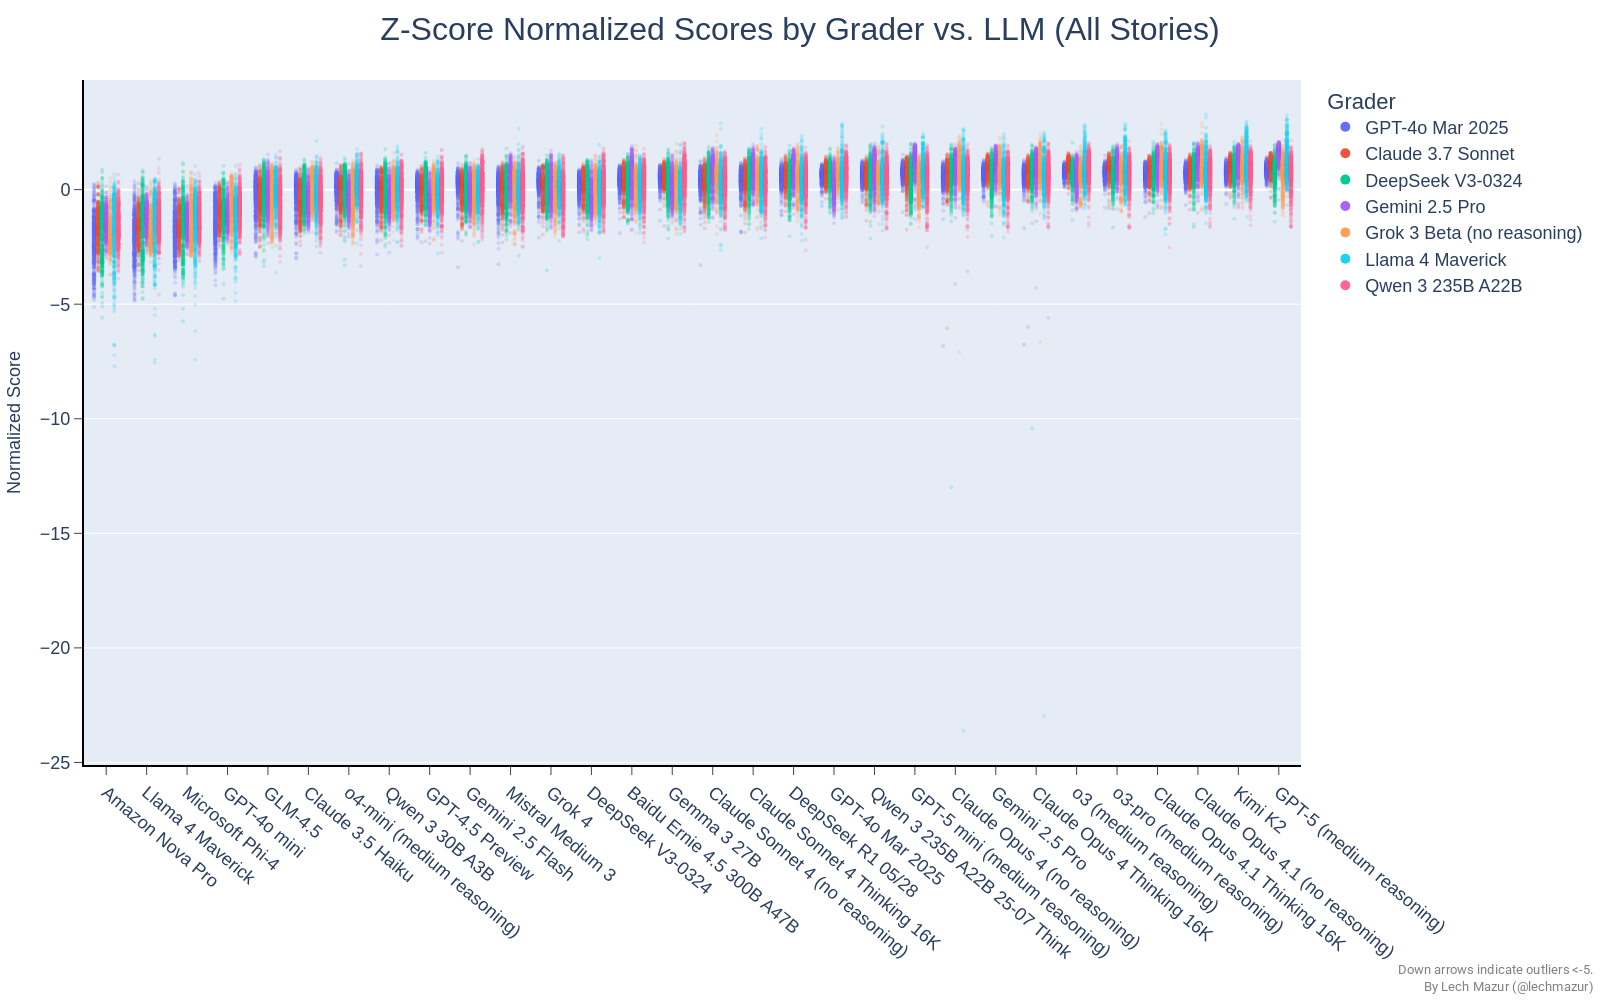 Z-Score Normalized Scores by Grader vs. LLM (All Stories)
Grader
GPT-4o Mar 2025
Claude 3.7 Sonnet
DeepSeek V3-0324
Gemini 2.5 Pro
Grok 3 Beta (no reasoning)
Llama 4 Maverick
Qwen 3 235B A22B
Normalized Score
0
−5
−10
−15
−20
−25
Amazon Nova Pro
Llama 4 Maverick
Microsoft Phi-4
GPT-4o mini
GLM-4.5
Claude 3.5 Haiku
o4-mini (medium reasoning)
Qwen 3 30B A3B
GPT-4.5 Preview
Gemini 2.5 Flash
Mistral Medium 3
Grok 4
DeepSeek V3-0324
Baidu Ernie 4.5 300B A47B
Gemma 3 27B
Claude Sonnet 4 (no reasoning)
Claude Sonnet 4 Thinking 16K
DeepSeek R1 05/28
GPT-4o Mar 2025
Qwen 3 235B A22B 25-07 Think
GPT-5 mini (medium reasoning)
Claude Opus 4 (no reasoning)
Gemini 2.5 Pro
Claude Opus 4 Thinking 16K
o3 (medium reasoning)
o3-pro (medium reasoning)
Claude Opus 4.1 Thinking 16K
Claude Opus 4.1 (no reasoning)
Kimi K2
GPT-5 (medium reasoning)
Down arrows indicate outliers <-5.
By Lech Mazur (@lechmazur)